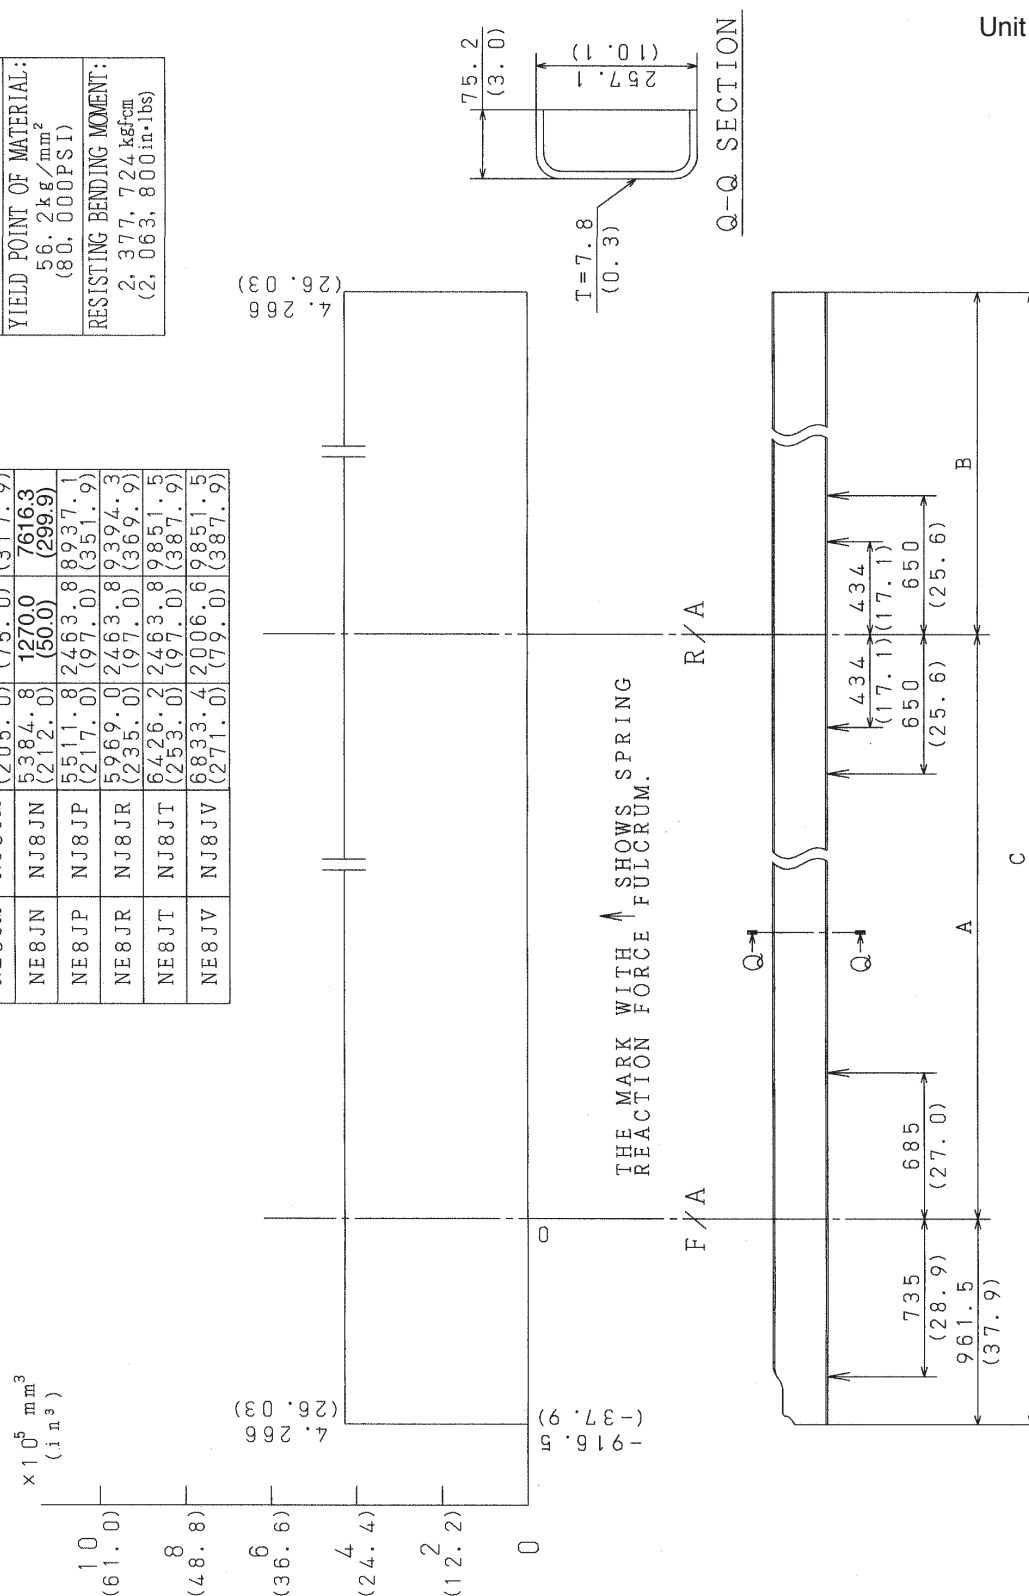 Unit
YIELD POINT OF MATERIAL:
56.2kg/mm²
(80,000PSI)
RESISTING BENDING MOMENT:
2,377,724kgf·cm
(2,063,800in·lbs)
75.2
(3.0)
257.1
(10.1)
T=7.8
(0.3)
Q-Q SECTION
(205.0) (75.0) (317.9)
NE8JN NJ8JN 5384.8 (212.0) 1270.0 (50.0) 7616.3 (299.9)
NE8JP NJ8JP 5511.8 (217.0) 2463.8 (97.0) 8937.1 (351.9)
NE8JR NJ8JR 5969.0 (235.0) 2463.8 (97.0) 9394.3 (369.9)
NE8JT NJ8JT 6426.2 (253.0) 2463.8 (97.0) 9851.5 (387.9)
NE8JV NJ8JV 6833.4 (271.0) 2006.6 (79.0) 9851.5 (387.9)
×10⁵ mm³
(in³)
10
(61.0)
8
(48.8)
6
(36.6)
4
(24.4)
2
(12.2)
0
4.266
(26.03)
-916.5
(-37.9)
0
4.266
(26.03)
THE MARK WITH ↑ SHOWS SPRING
REACTION FORCE FULCRUM.
F/A
R/A
Q
Q
735
(28.9)
961.5
(37.9)
685
(27.0)
434
(17.1)
650
(25.6)
434
(17.1)
650
(25.6)
A
B
C